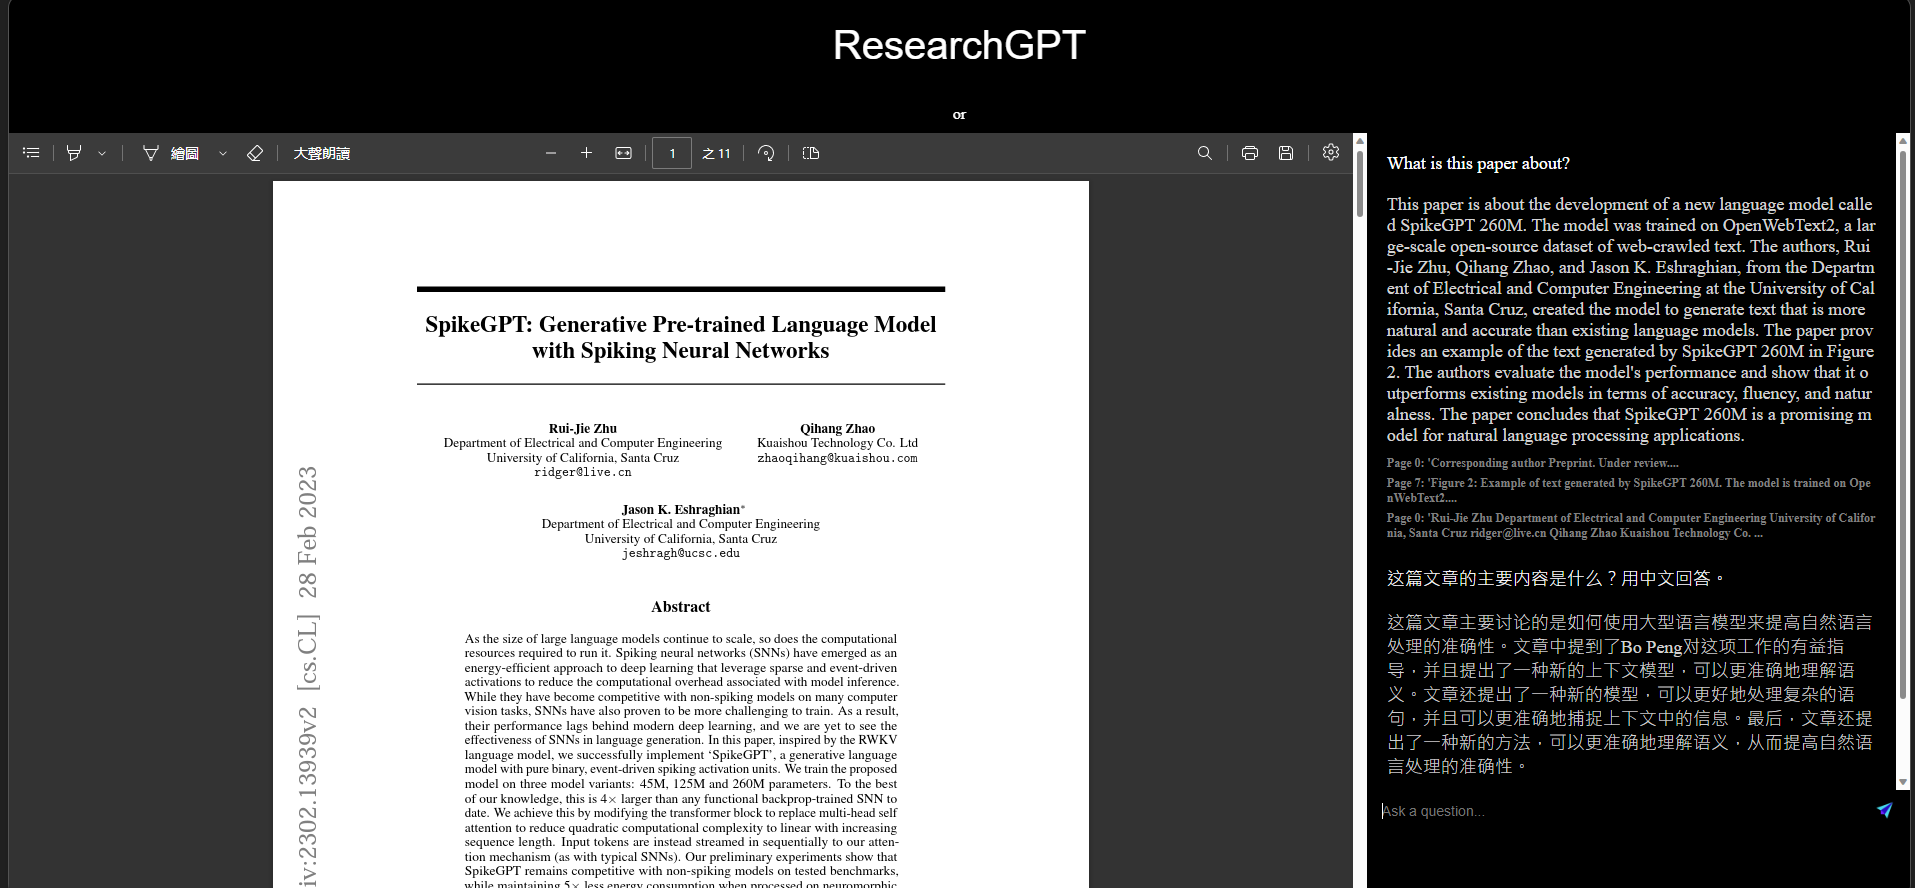 ResearchGPT
or
繪圖
大聲朗讀
1
之 11
SpikeGPT: Generative Pre-trained Language Model
with Spiking Neural Networks
Rui-Jie Zhu
Department of Electrical and Computer Engineering
University of California, Santa Cruz
ridger@live.cn
Qihang Zhao
Kuaishou Technology Co. Ltd
zhaoqihang@kuaishou.com
Jason K. Eshraghian*
Department of Electrical and Computer Engineering
University of California, Santa Cruz
jeshragh@ucsc.edu
Abstract
As the size of large language models continue to scale, so does the computational
resources required to run it. Spiking neural networks (SNNs) have emerged as an
energy-efficient approach to deep learning that leverage sparse and event-driven
activations to reduce the computational overhead associated with model inference.
While they have become competitive with non-spiking models on many computer
vision tasks, SNNs have also proven to be more challenging to train. As a result,
their performance lags behind modern deep learning, and we are yet to see the
effectiveness of SNNs in language generation. In this paper, inspired by the RWKV
language model, we successfully implement ‘SpikeGPT’, a generative language
model with pure binary, event-driven spiking activation units. We train the proposed
model on three model variants: 45M, 125M and 260M parameters. To the best
of our knowledge, this is 4× larger than any functional backprop-trained SNN to
date. We achieve this by modifying the transformer block to replace multi-head self
attention to reduce quadratic computational complexity to linear with increasing
sequence length. Input tokens are instead streamed in sequentially to our atten-
tion mechanism (as with typical SNNs). Our preliminary experiments show that
SpikeGPT remains competitive with non-spiking models on tested benchmarks,
while maintaining 5× less energy consumption when processed on neuromorphic
iv:2302.13939v2 [cs.CL] 28 Feb 2023
What is this paper about?
This paper is about the development of a new language model calle
d SpikeGPT 260M. The model was trained on OpenWebText2, a lar
ge-scale open-source dataset of web-crawled text. The authors, Rui
-Jie Zhu, Qihang Zhao, and Jason K. Eshraghian, from the Departm
ent of Electrical and Computer Engineering at the University of Cal
ifornia, Santa Cruz, created the model to generate text that is more
natural and accurate than existing language models. The paper prov
ides an example of the text generated by SpikeGPT 260M in Figure
2. The authors evaluate the model's performance and show that it o
utperforms existing models in terms of accuracy, fluency, and natur
alness. The paper concludes that SpikeGPT 260M is a promising m
odel for natural language processing applications.
Page 0: 'Corresponding author Preprint. Under review....
Page 7: 'Figure 2: Example of text generated by SpikeGPT 260M. The model is trained on Ope
nWebText2....
Page 0: 'Rui-Jie Zhu Department of Electrical and Computer Engineering University of Califor
nia, Santa Cruz ridger@live.cn Qihang Zhao Kuaishou Technology Co. ...
这篇文章的主要内容是什么？用中文回答。
这篇文章主要讨论的是如何使用大型语言模型来提高自然语言
处理的准确性。文章中提到了Bo Peng对这项工作的有益指
导，并且提出了一种新的上下文模型，可以更准确地理解语
义。文章还提出了一种新的模型，可以更好地处理复杂的语
句，并且可以更准确地捕捉上下文中的信息。最后，文章还提
出了一种新的方法，可以更准确地理解语义，从而提高自然语
言处理的准确性。
Ask a question...